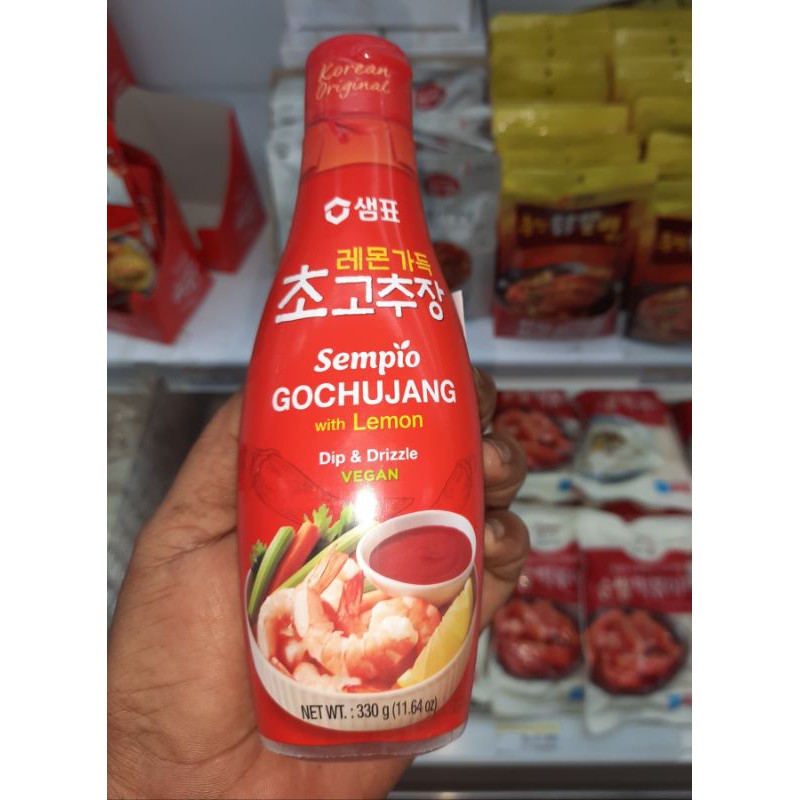 Korean
Original
샘표
레몬가득
초고추장
Sempio
GOCHUJANG
with Lemon
Dip & Drizzle
VEGAN
NET WT. : 330 g (11.64 oz)